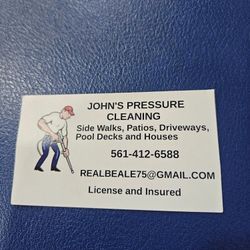 JOHN'S PRESSURE
CLEANING
Side Walks, Patios, Driveways,
Pool Decks and Houses
561-412-6588
REALBEALE75@GMAIL.COM
License and Insured